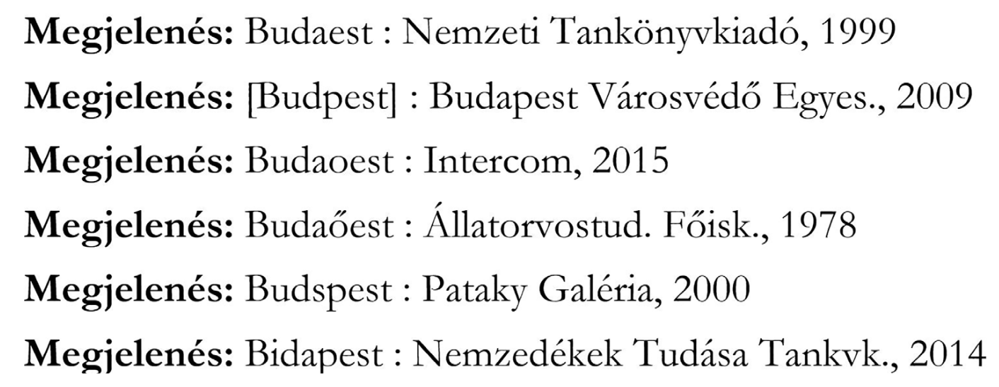 Megjelenés: Budaest : Nemzeti Tankönyvkiadó, 1999
Megjelenés: [Budpest] : Budapest Városvédő Egyes., 2009
Megjelenés: Budaoest : Intercom, 2015
Megjelenés: Budaőest : Állatorvostud. Főisk., 1978
Megjelenés: Budspest : Pataky Galéria, 2000
Megjelenés: Bidapest : Nemzedékek Tudása Tankvk., 2014